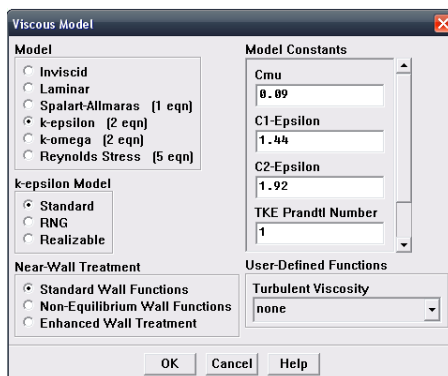 Viscous Model
Model
Inviscid
Laminar
Spalart-Allmaras (1 eqn)
k-epsilon (2 eqn)
k-omega (2 eqn)
Reynolds Stress (5 eqn)
k-epsilon Model
Standard
RNG
Realizable
Near-Wall Treatment
Standard Wall Functions
Non-Equilibrium Wall Functions
Enhanced Wall Treatment
Model Constants
Cmu
0.09
C1-Epsilon
1.44
C2-Epsilon
1.92
TKE Prandtl Number
1
User-Defined Functions
Turbulent Viscosity
none
OK
Cancel
Help